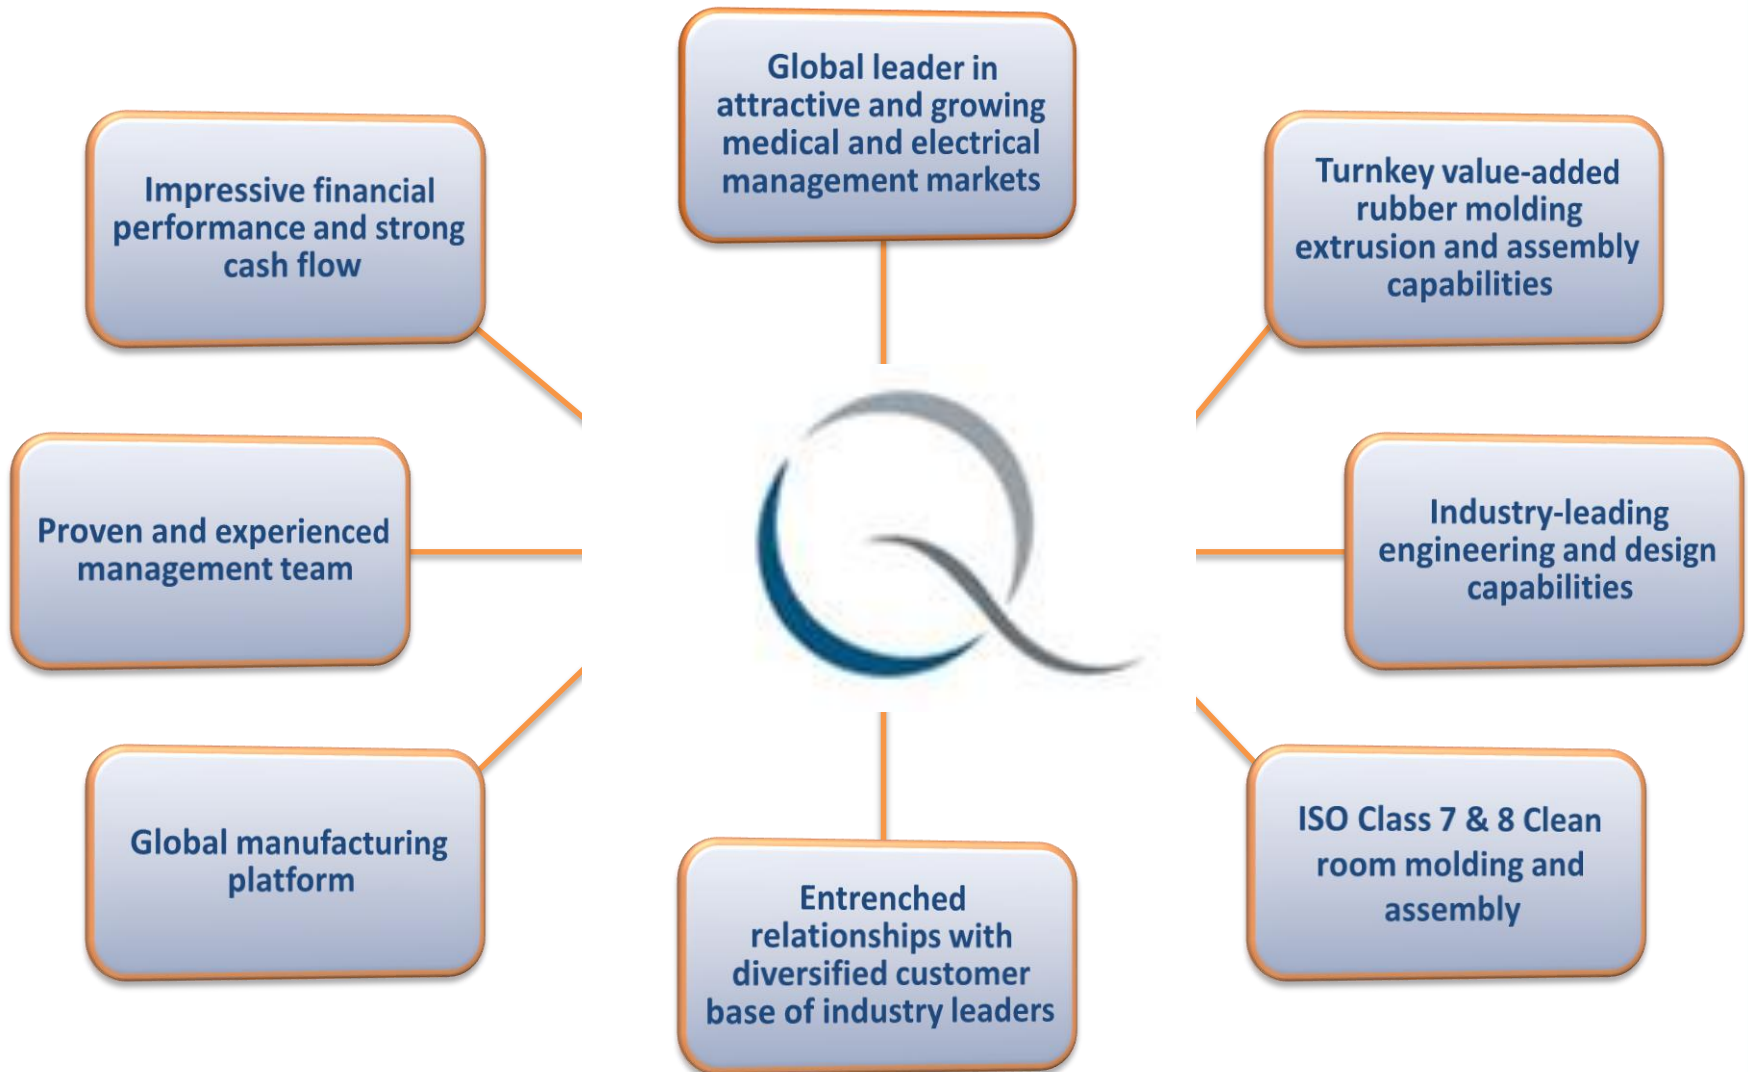 Global leader in
attractive and growing
medical and electrical
management markets
Impressive financial
performance and strong
cash flow
Turnkey value-added
rubber molding
extrusion and assembly
capabilities
Proven and experienced
management team
Industry-leading
engineering and design
capabilities
Global manufacturing
platform
ISO Class 7 & 8 Clean
room molding and
assembly
Entrenched
relationships with
diversified customer
base of industry leaders